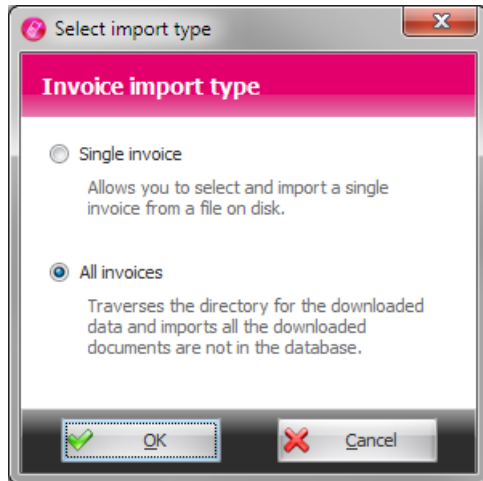 Select import type
Invoice import type
Single invoice
Allows you to select and import a single
invoice from a file on disk.
All invoices
Traverses the directory for the downloaded
data and imports all the downloaded
documents are not in the database.
OK
Cancel